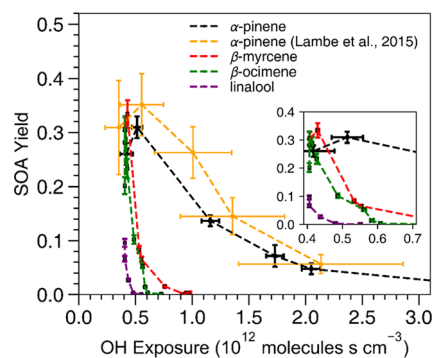 α-pinene
α-pinene (Lambe et al., 2015)
β-myrcene
β-ocimene
linalool
SOA Yield
0.5
0.4
0.3
0.2
0.1
0.0
0.4
0.3
0.2
0.1
0.0
0.4 0.5 0.6 0.7
0.0 0.5 1.0 1.5 2.0 2.5 3.0
OH Exposure (10¹² molecules s cm⁻³)